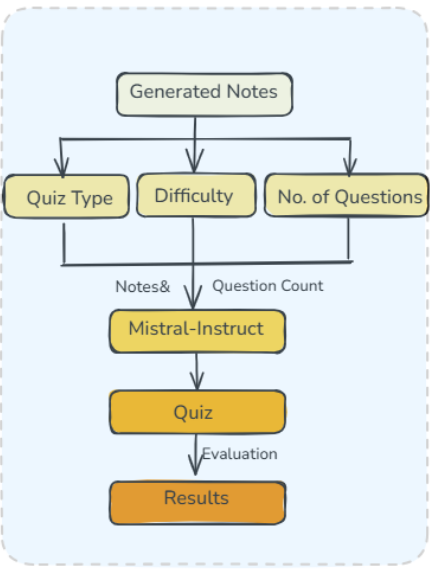 Generated Notes
Quiz Type
Difficulty
No. of Questions
Notes& Question Count
Mistral-Instruct
Quiz
Evaluation
Results